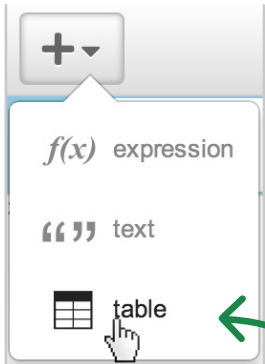 f(x) expression
“ ” text
table